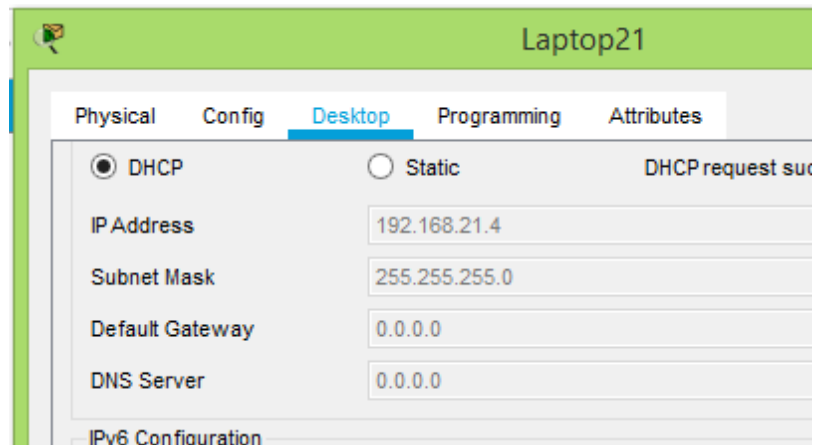 Laptop21
Physical Config Desktop Programming Attributes
DHCP Static DHCP request suc
IP Address 192.168.21.4
Subnet Mask 255.255.255.0
Default Gateway 0.0.0.0
DNS Server 0.0.0.0
IPv6 Configuration